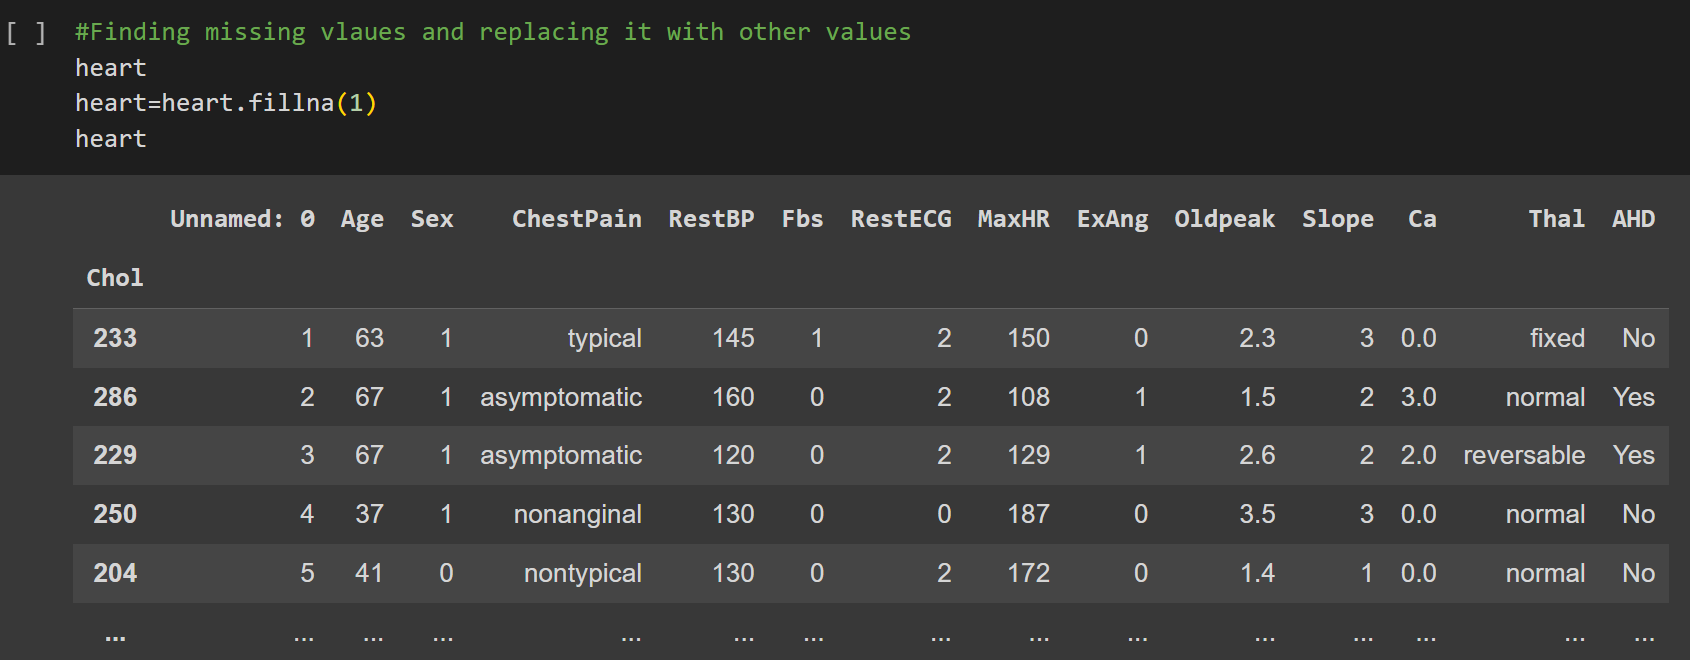 [ ] #Finding missing vlaues and replacing it with other values
heart
heart=heart.fillna(1)
heart
Unnamed: 0 Age Sex ChestPain RestBP Fbs RestECG MaxHR ExAng Oldpeak Slope Ca Thal AHD
Chol
233 1 63 1 typical 145 1 2 150 0 2.3 3 0.0 fixed No
286 2 67 1 asymptomatic 160 0 2 108 1 1.5 2 3.0 normal Yes
229 3 67 1 asymptomatic 120 0 2 129 1 2.6 2 2.0 reversable Yes
250 4 37 1 nonanginal 130 0 0 187 0 3.5 3 0.0 normal No
204 5 41 0 nontypical 130 0 2 172 0 1.4 1 0.0 normal No
... ... ... ... ... ... ... ... ... ... ... ... ... ... ...